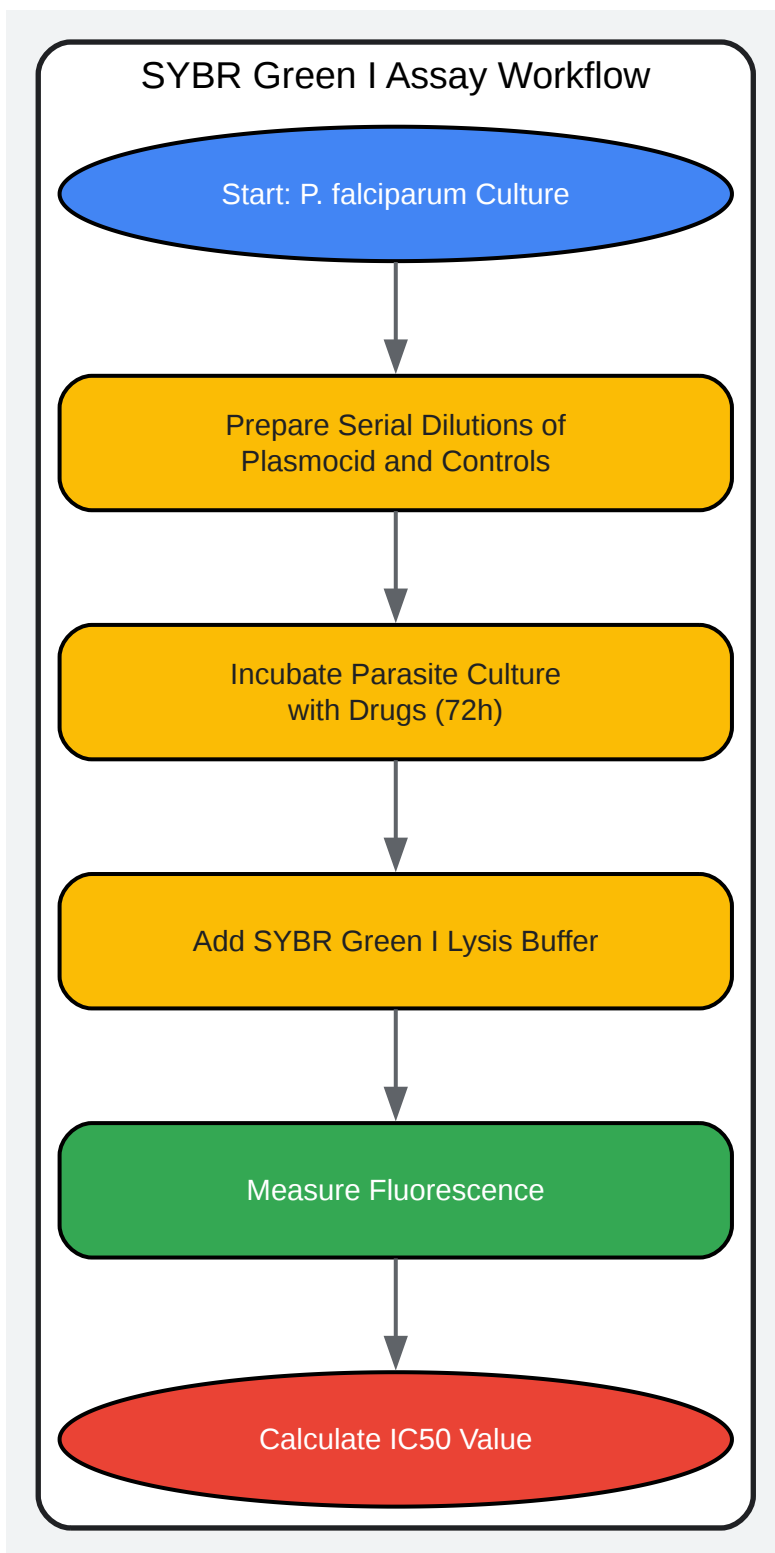 SYBR Green I Assay Workflow
Start: P. falciparum Culture
Prepare Serial Dilutions of
Plasmocid and Controls
Incubate Parasite Culture
with Drugs (72h)
Add SYBR Green I Lysis Buffer
Measure Fluorescence
Calculate IC50 Value